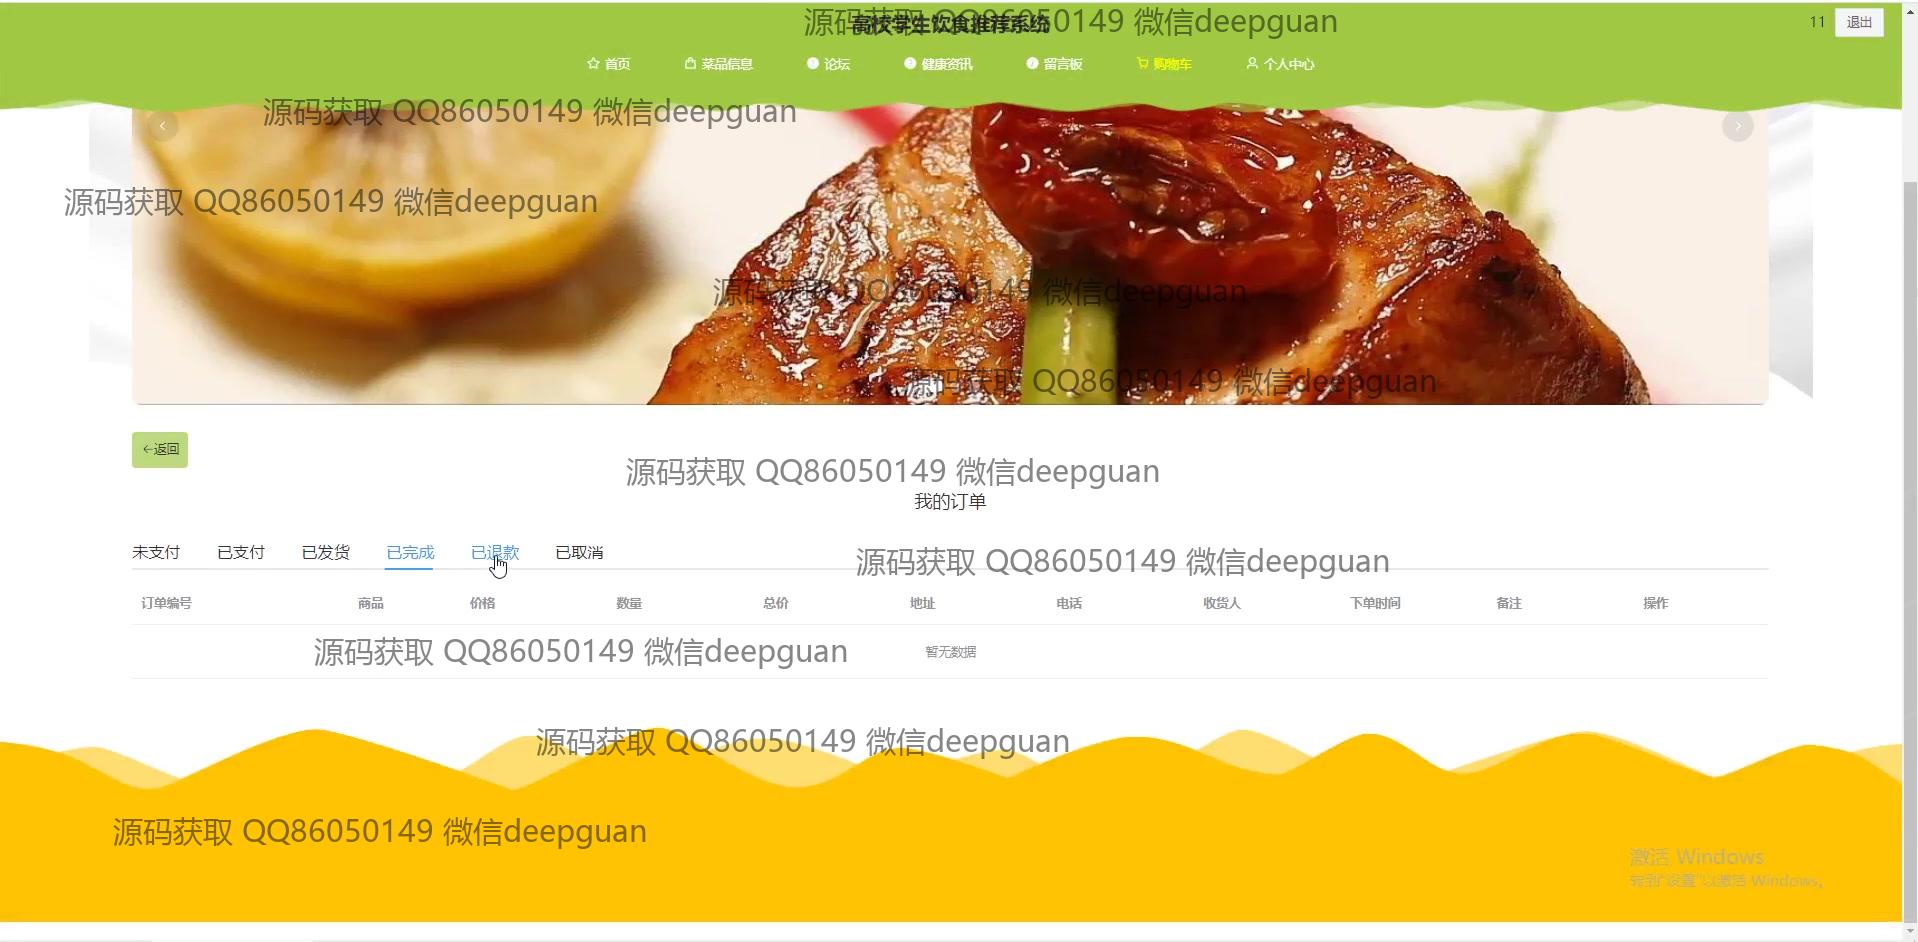 高校学生饮食推荐系统
源码获取 QQ86050149 微信deepguan
11 退出
首页 菜品信息 论坛 健康资讯 留言板 购物车 个人中心
源码获取 QQ86050149 微信deepguan
源码获取 QQ86050149 微信deepguan
源码获取 QQ86050149 微信deepguan
源码获取 QQ86050149 微信deepguan
←返回
源码获取 QQ86050149 微信deepguan
我的订单
未支付 已支付 已发货 已完成 已退款 已取消
源码获取 QQ86050149 微信deepguan
订单编号 商品 价格 数量 总价 地址 电话 收货人 下单时间 备注 操作
源码获取 QQ86050149 微信deepguan
暂无数据
源码获取 QQ86050149 微信deepguan
源码获取 QQ86050149 微信deepguan
激活 Windows
转到"设置"以激活 Windows。